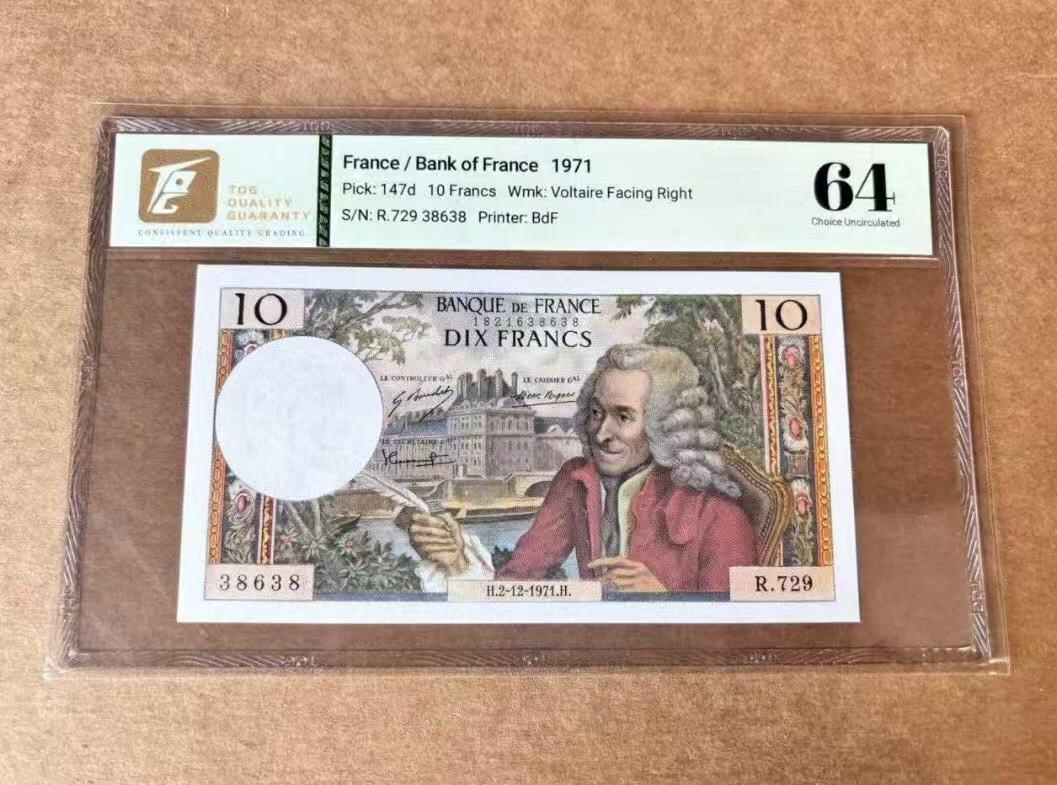 TQG
QUALITY
GUARANTY
CONSISTENT QUALITY GRADING
France / Bank of France 1971
Pick: 147d 10 Francs Wmk: Voltaire Facing Right
S/N: R.729 38638 Printer: BdF
64
Choice Uncirculated
10
BANQUE DE FRANCE
10
1821638638
DIX FRANCS
LE CONTROLEUR GAL
LE CAISSIER GAL
LE SECRETAIRE GAL
38638
H.2-12-1971.H.
R.729